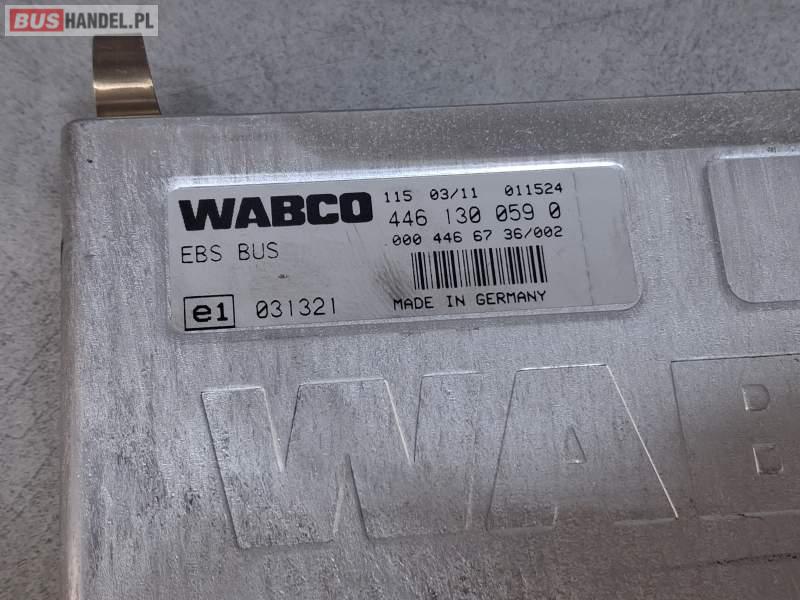 BUSHANDEL.PL
WABCO
115 03/11 011524
446 130 059 0
000 446 67 36/002
EBS BUS
e1 031321
MADE IN GERMANY
WAB